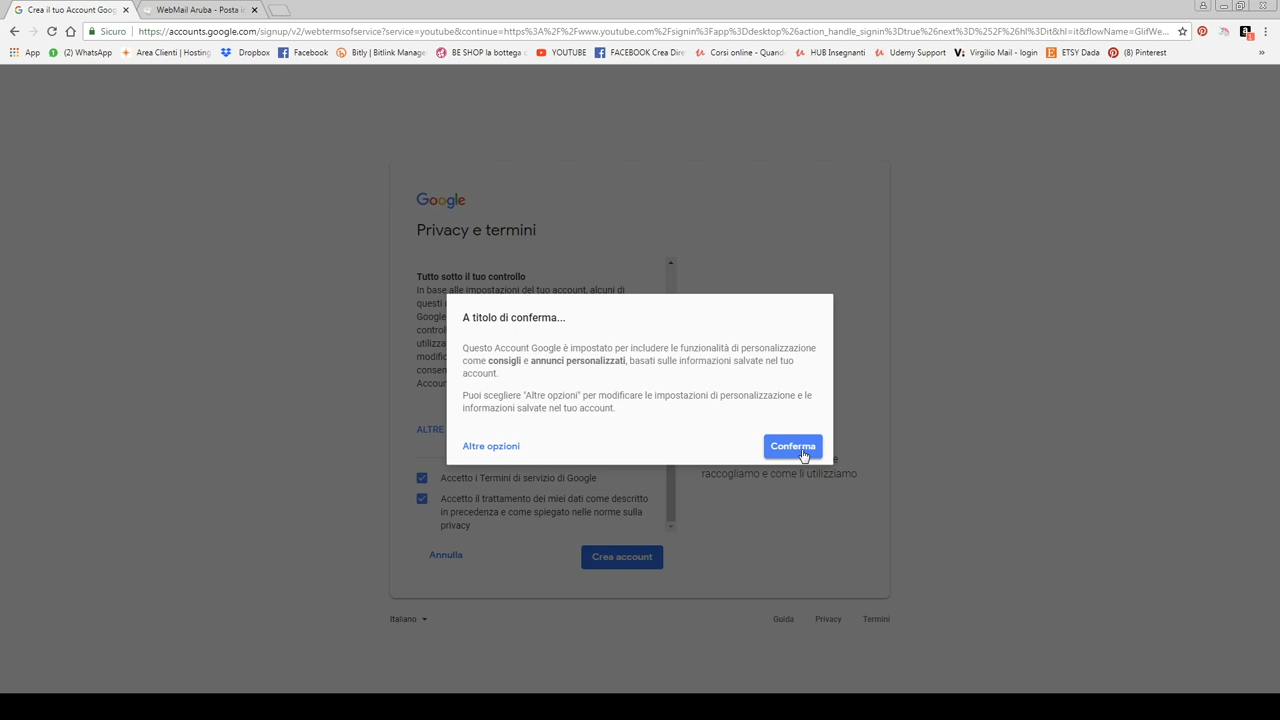 Crea il tuo Account Goog
WebMail Aruba - Posta i
Sicuro
https://accounts.google.com/signup/v2/webtermsofservice?service=youtube&continue=https%3A%2F%2Fwww.youtube.com%2Fsignin%3Fapp%3Ddesktop%26action_handle_signin%3Dtrue%26next%3D%252F%26hl%3Dit&hl=it&flowName=GlifWe...
App
(2) WhatsApp
Area Clienti | Hosting
Dropbox
Facebook
Bitly | Bitlink Manage
BE SHOP la bottega
YOUTUBE
FACEBOOK Crea Dire
Corsi online - Quand
HUB Insegnanti
Udemy Support
Virgilio Mail - login
ETSY Dada
(8) Pinterest
»
Google
Privacy e termini
Tutto sotto il tuo controllo
In base alle impostazioni del tuo account, alcuni di
questi
Google
control
utilizza
modific
consen
Accou
A titolo di conferma...
Questo Account Google è impostato per includere le funzionalità di personalizzazione
come consigli e annunci personalizzati, basati sulle informazioni salvate nel tuo
account.
Puoi scegliere "Altre opzioni" per modificare le impostazioni di personalizzazione e le
informazioni salvate nel tuo account.
Altre opzioni
Conferma
ALTRE
e
raccogliamo e come li utilizziamo
Accetto i Termini di servizio di Google
Accetto il trattamento dei miei dati come descritto
in precedenza e come spiegato nelle norme sulla
privacy
Annulla
Crea account
Italiano
Guida
Privacy
Termini